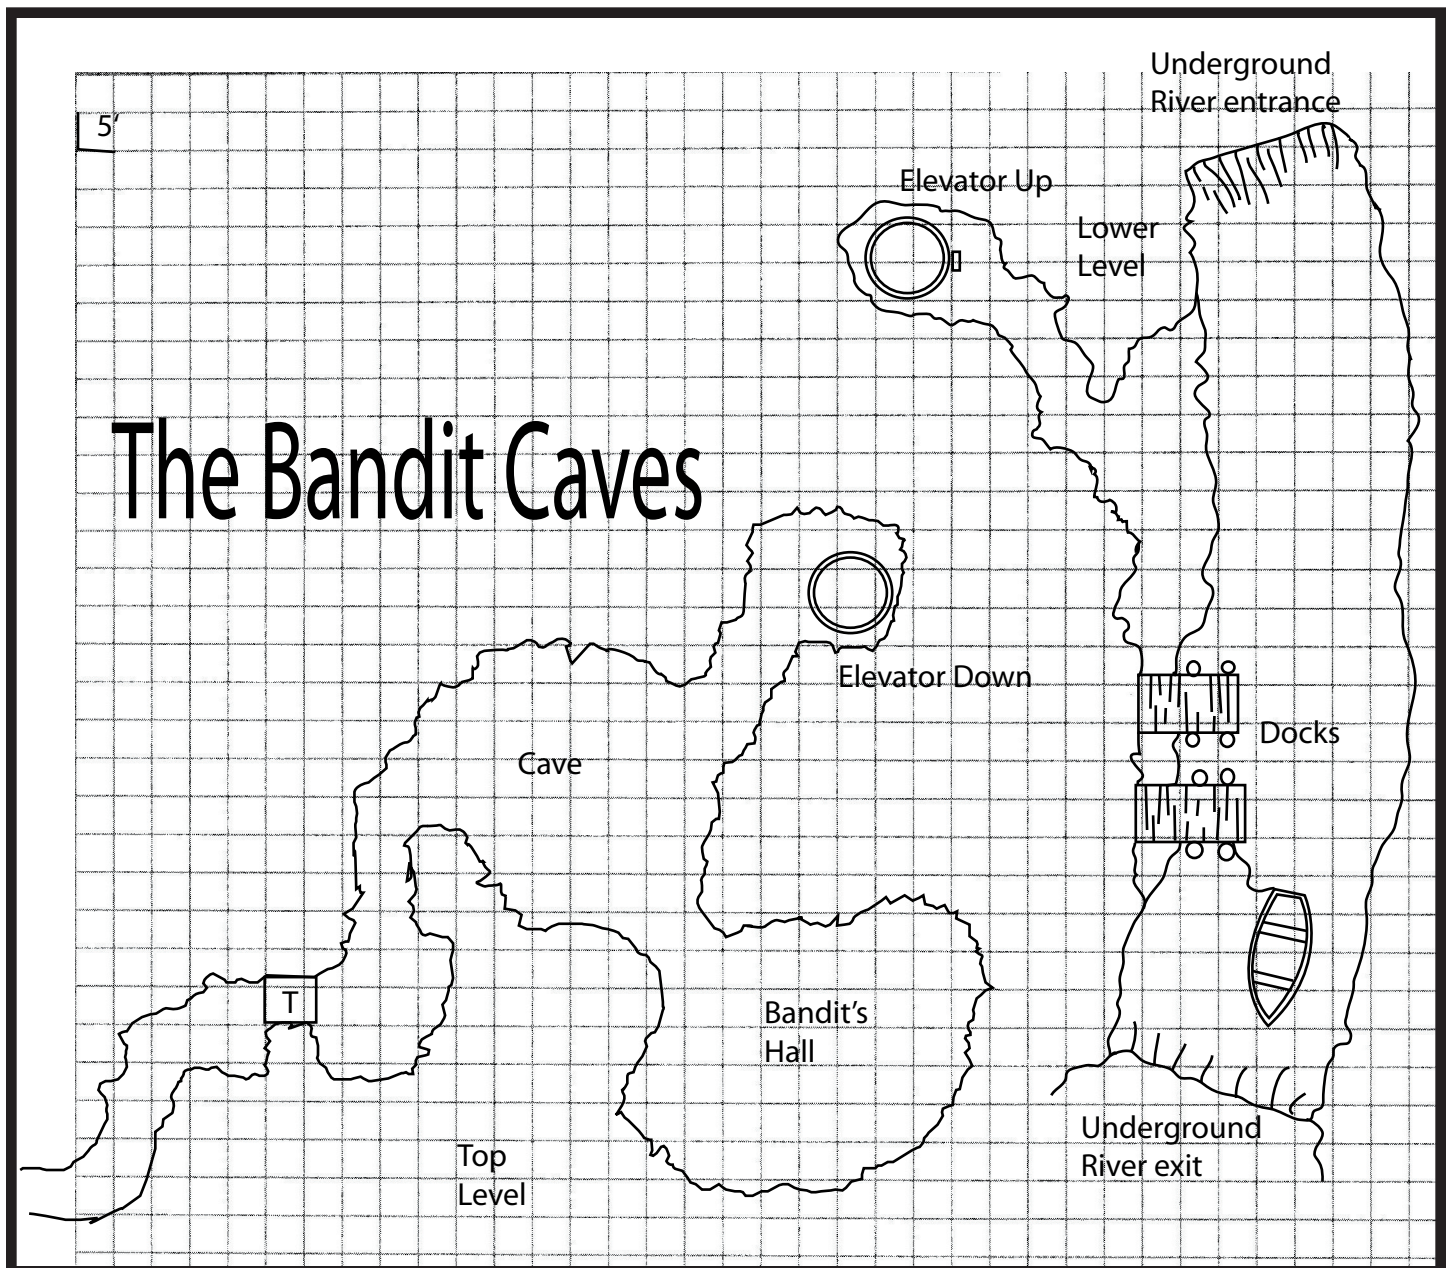 Underground
River entrance
5'
Elevator Up
Lower
Level
The Bandit Caves
Elevator Down
Docks
Cave
T
Bandit's
Hall
Underground
River exit
Top
Level